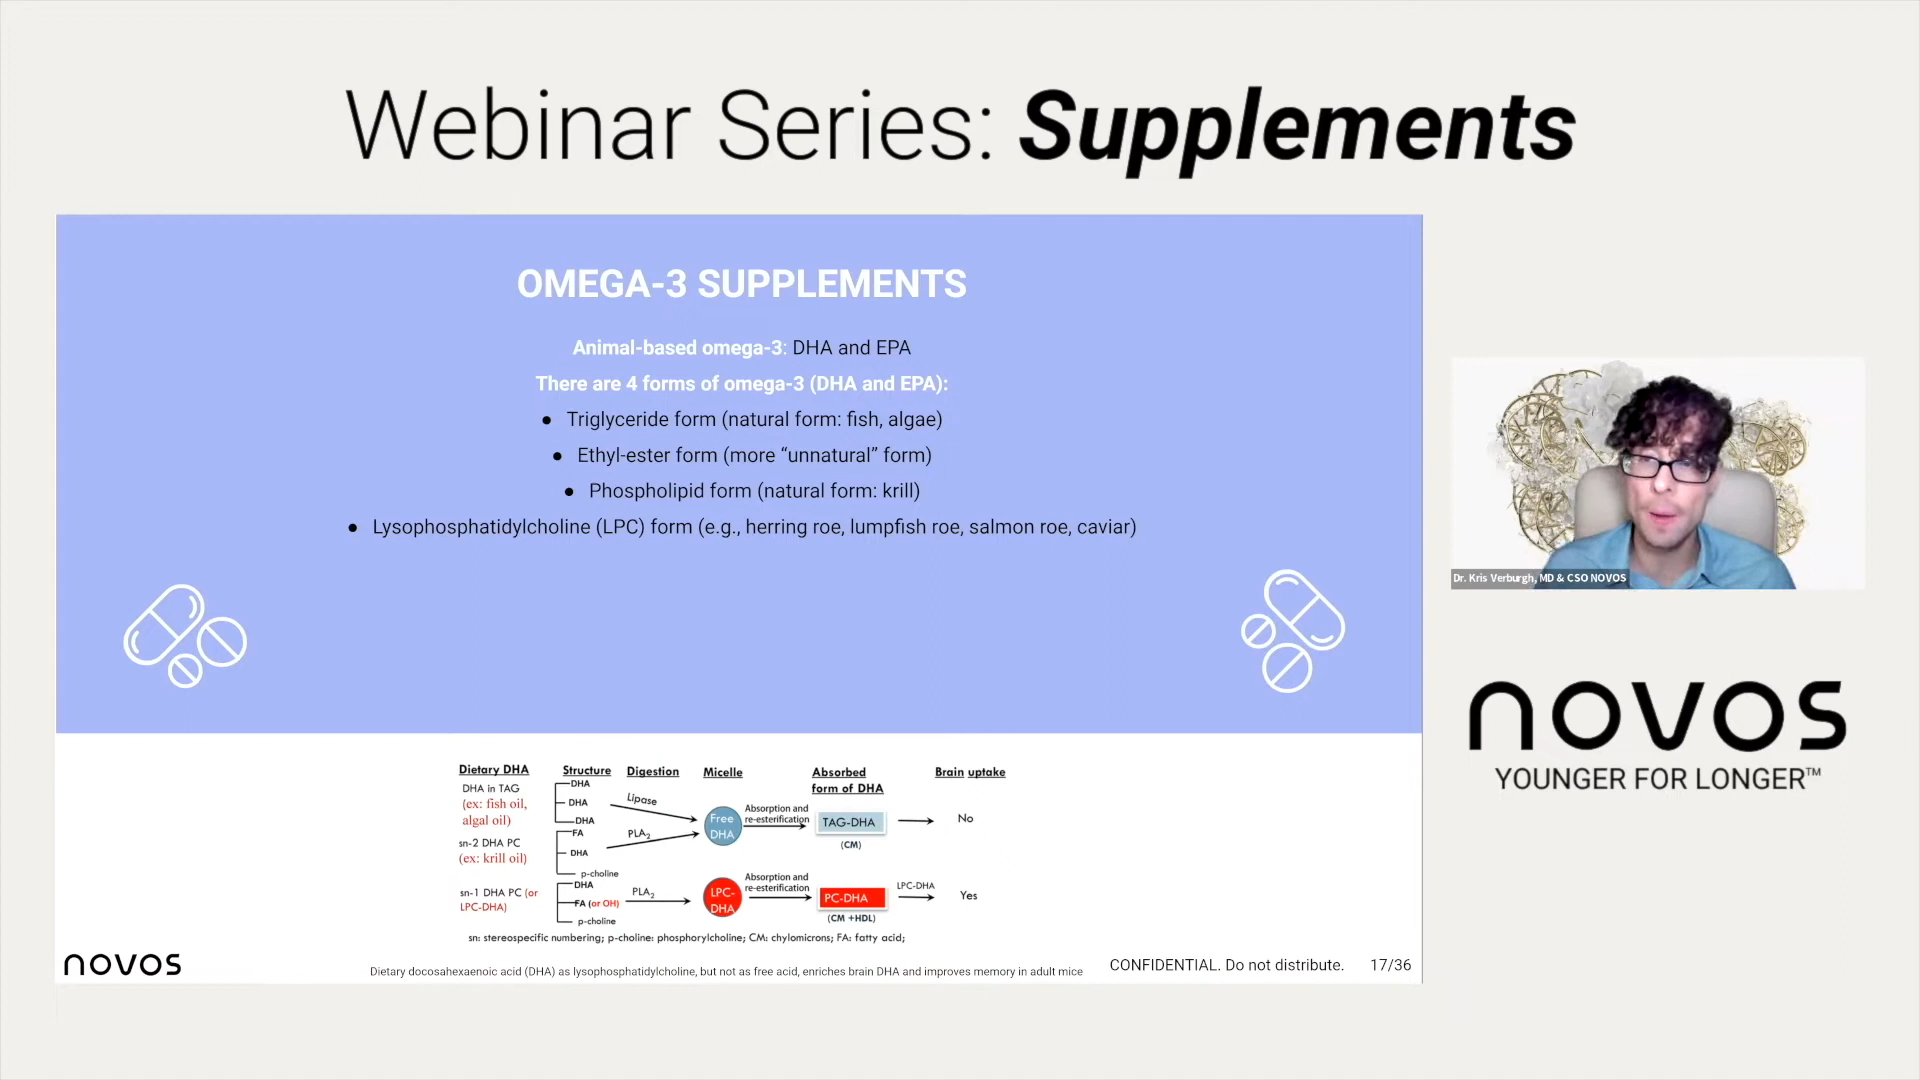 Webinar Series: Supplements
OMEGA-3 SUPPLEMENTS
Animal-based omega-3: DHA and EPA
There are 4 forms of omega-3 (DHA and EPA):
● Triglyceride form (natural form: fish, algae)
● Ethyl-ester form (more “unnatural” form)
● Phospholipid form (natural form: krill)
● Lysophosphatidylcholine (LPC) form (e.g., herring roe, lumpfish roe, salmon roe, caviar)
Dr. Kris Verburgh, MD & CSO NOVOS
novos
YOUNGER FOR LONGER™
Dietary DHA Structure Digestion Micelle Absorbed form of DHA Brain uptake
DHA in TAG
(ex: fish oil,
algal oil)
DHA
DHA
DHA
Lipase
sn-2 DHA PC
(ex: krill oil)
FA
DHA
p-choline
PLA2
Free
DHA
Absorption and
re-esterification
TAG-DHA
(CM)
No
sn-1 DHA PC (or
LPC-DHA)
DHA
FA (or OH)
p-choline
PLA2
LPC-
DHA
Absorption and
re-esterification
PC-DHA
(CM +HDL)
LPC-DHA
Yes
sn: stereospecific numbering; p-choline: phosphorylcholine; CM: chylomicrons; FA: fatty acid;
novos
Dietary docosahexaenoic acid (DHA) as lysophosphatidylcholine, but not as free acid, enriches brain DHA and improves memory in adult mice
CONFIDENTIAL. Do not distribute. 17/36